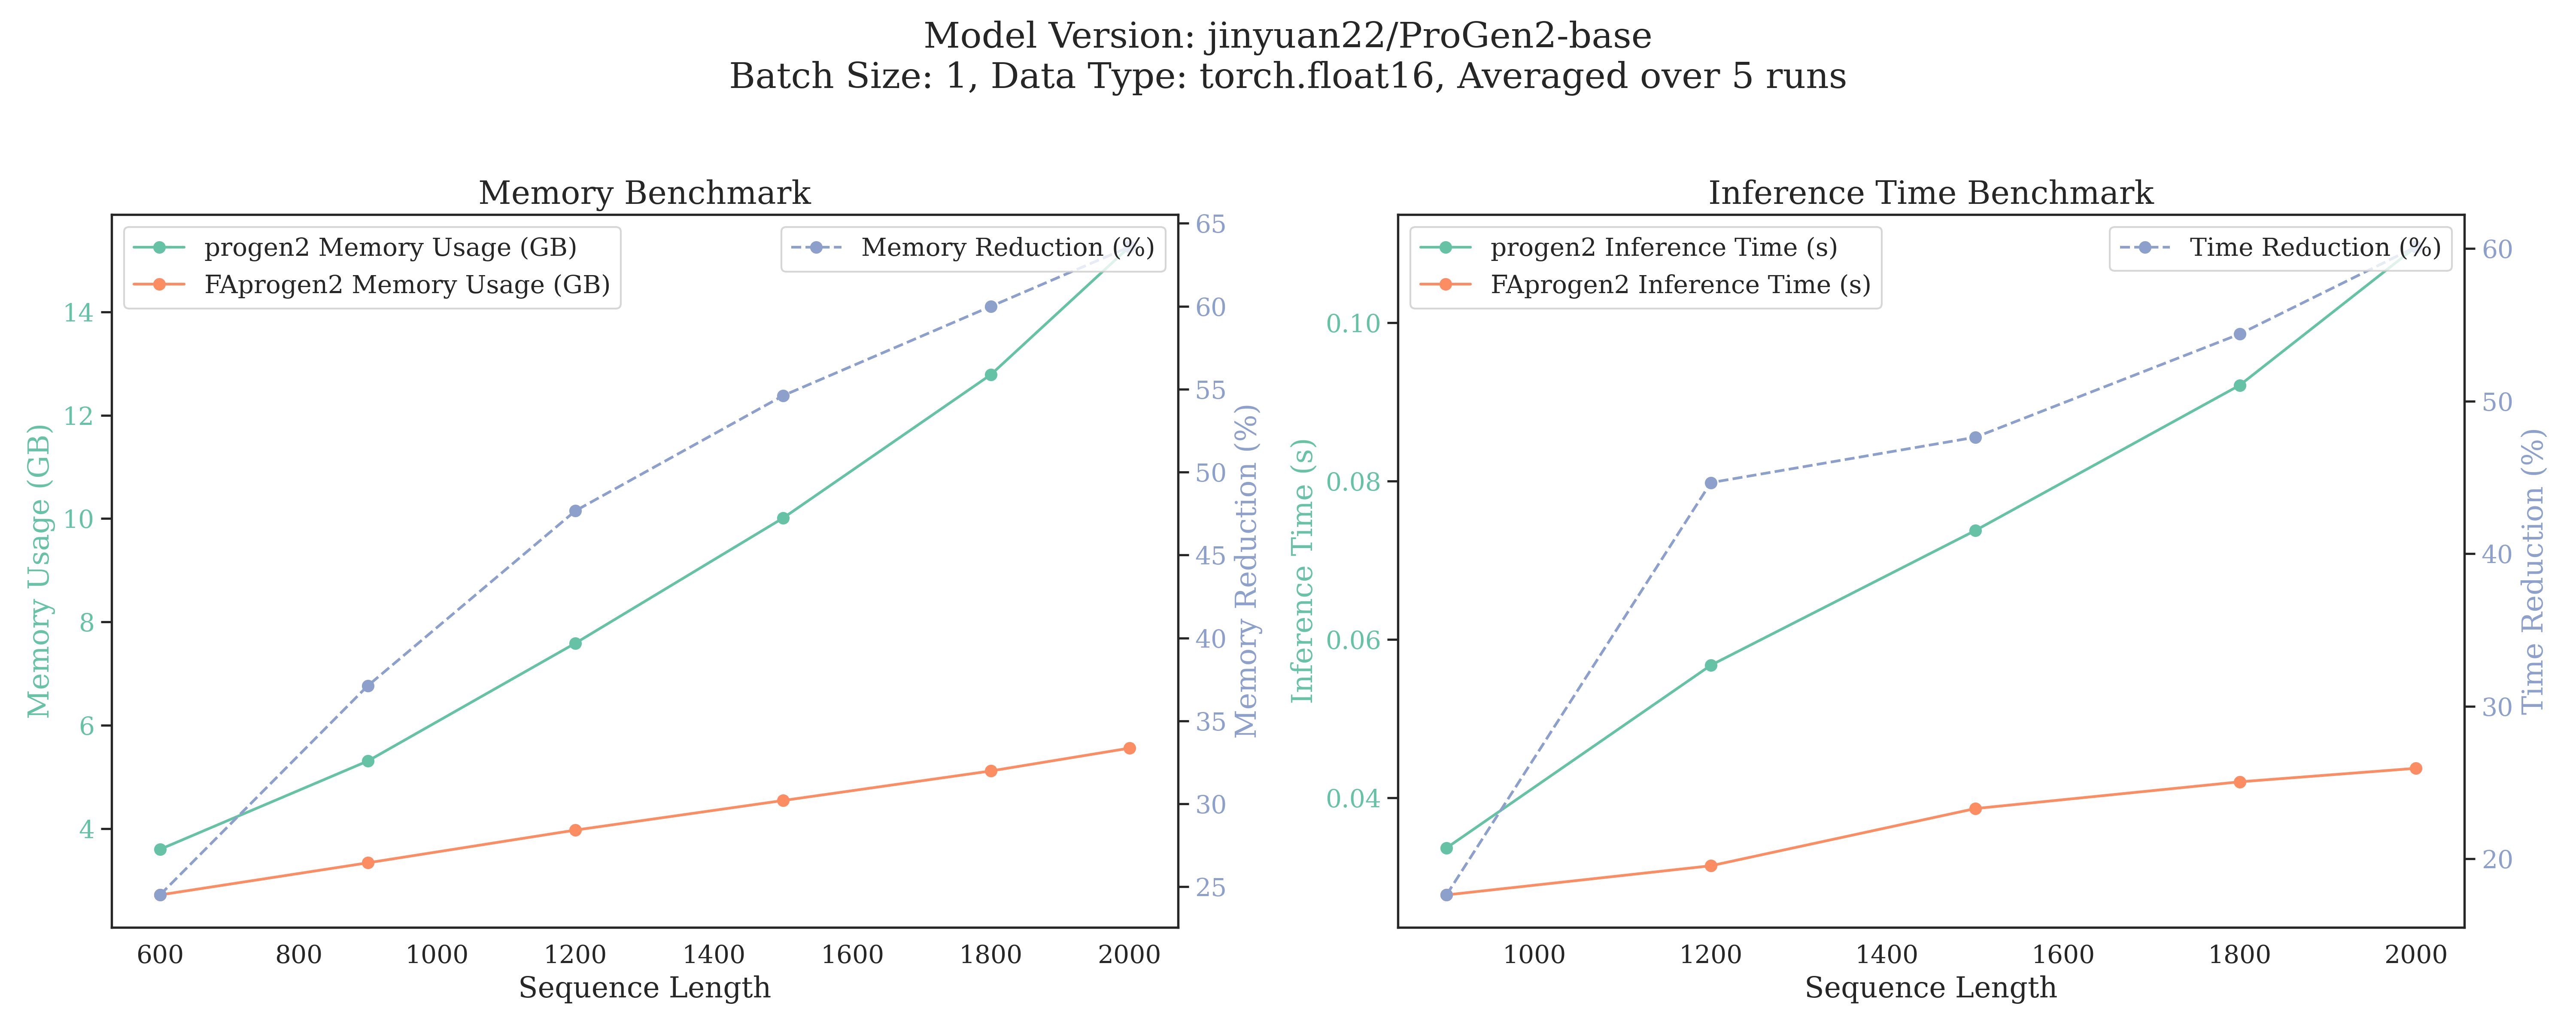 Model Version: jinyuan22/ProGen2-base
Batch Size: 1, Data Type: torch.float16, Averaged over 5 runs
Memory Benchmark
progen2 Memory Usage (GB)
FAprogen2 Memory Usage (GB)
Memory Reduction (%)
Memory Usage (GB)
14
12
10
8
6
4
65
60
55
50
45
40
35
30
25
Memory Reduction (%)
600 800 1000 1200 1400 1600 1800 2000
Sequence Length
Inference Time Benchmark
progen2 Inference Time (s)
FAprogen2 Inference Time (s)
Time Reduction (%)
Inference Time (s)
0.10
0.08
0.06
0.04
60
50
40
30
20
Time Reduction (%)
1000 1200 1400 1600 1800 2000
Sequence Length